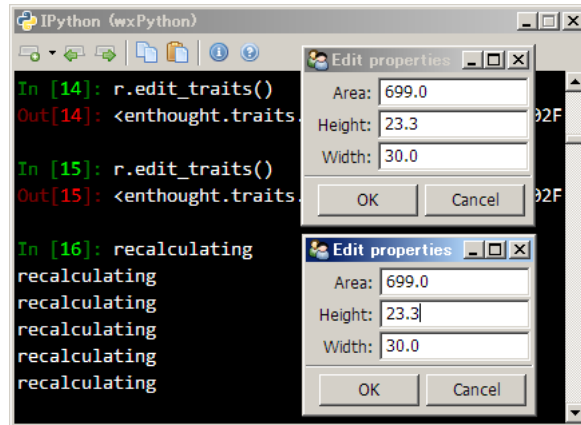 IPython (wxPython)
In [14]: r.edit_traits()
Out[14]: <enthought.traits.
92F
In [15]: r.edit_traits()
Out[15]: <enthought.traits.
92F
In [16]: recalculating
recalculating
recalculating
recalculating
recalculating
recalculating
Edit properties
Area: 699.0
Height: 23.3
Width: 30.0
OK Cancel
Edit properties
Area: 699.0
Height: 23.3
Width: 30.0
OK Cancel